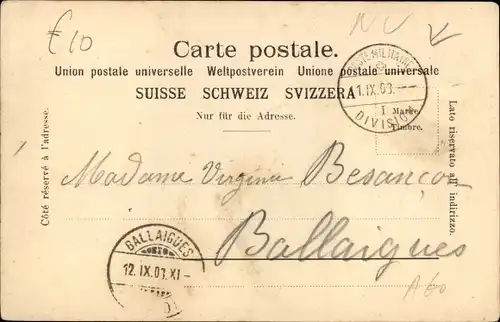 €10
NV
Carte postale.
Union postale universelle Weltpostverein Unione postale universale
SUISSE SCHWEIZ SVIZZERA
Nur für die Adresse.
POSTE MILITAIRE
1.IX.03.
I
DIVISION
Marke
Timbre.
Côté réservé à l'adresse.
Lato riservato all' indirizzo.
Madame Virginie Besançon
Ballaigues
BALLAIGUES
12.IX.03.XI-
A60